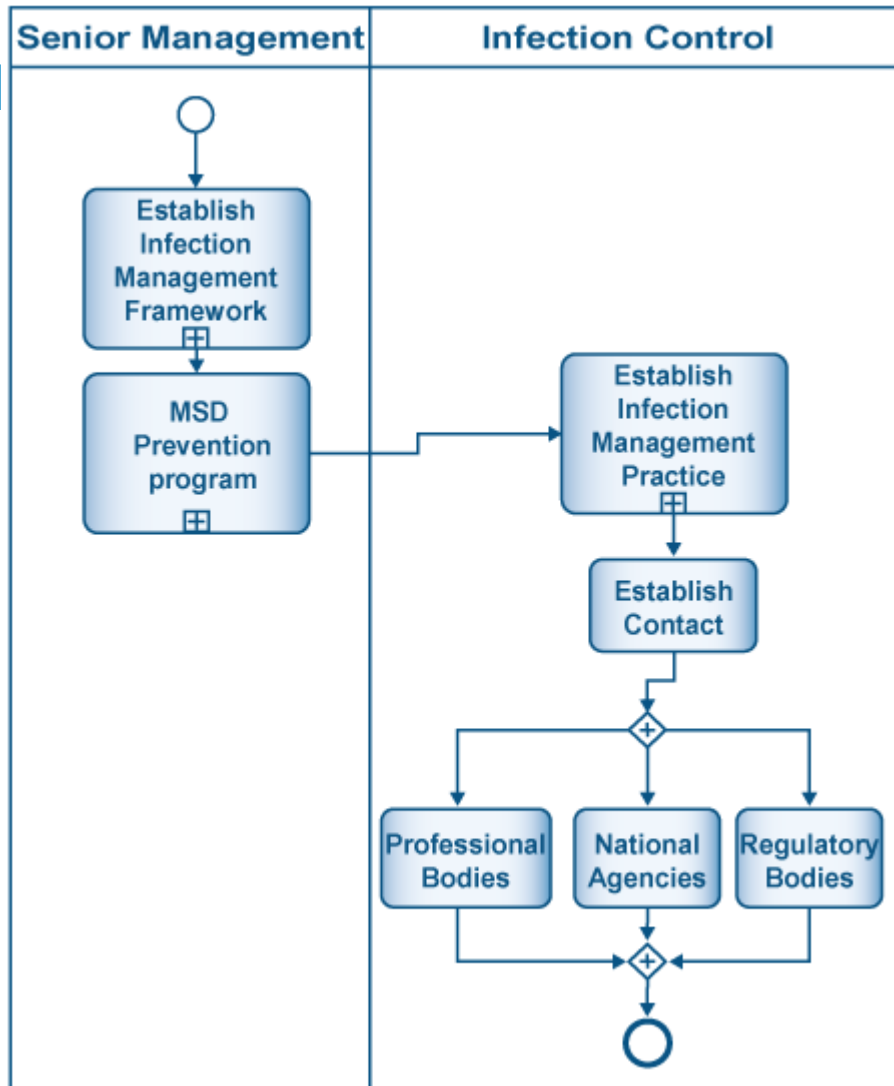 Senior Management
Infection Control
Establish
Infection
Management
Framework
MSD
Prevention
program
Establish
Infection
Management
Practice
Establish
Contact
Professional
Bodies
National
Agencies
Regulatory
Bodies